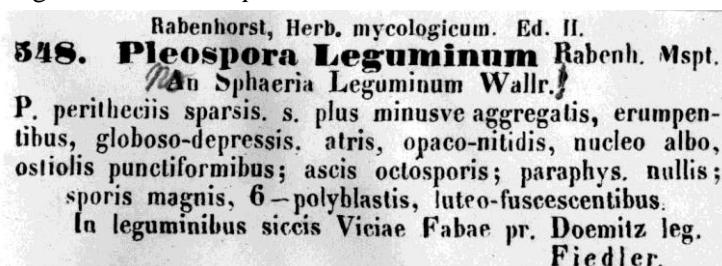 Rabenhorst, Herb. mycologicum. Ed. II.
548. Pleospora Leguminum Rabenh. Mspt.
An Sphaeria Leguminum Wallr.!
P. peritheciis sparsis. s. plus minusve aggregatis, erumpen-
tibus, globoso-depressis. atris, opaco-nitidis, nucleo albo,
ostiolis punctiformibus; ascis octosporis; paraphys. nullis;
sporis magnis, 6—polyblastis, luteo-fuscescentibus.
In leguminibus siccis Viciae Fabae pr. Doemitz leg.
Fiedler.